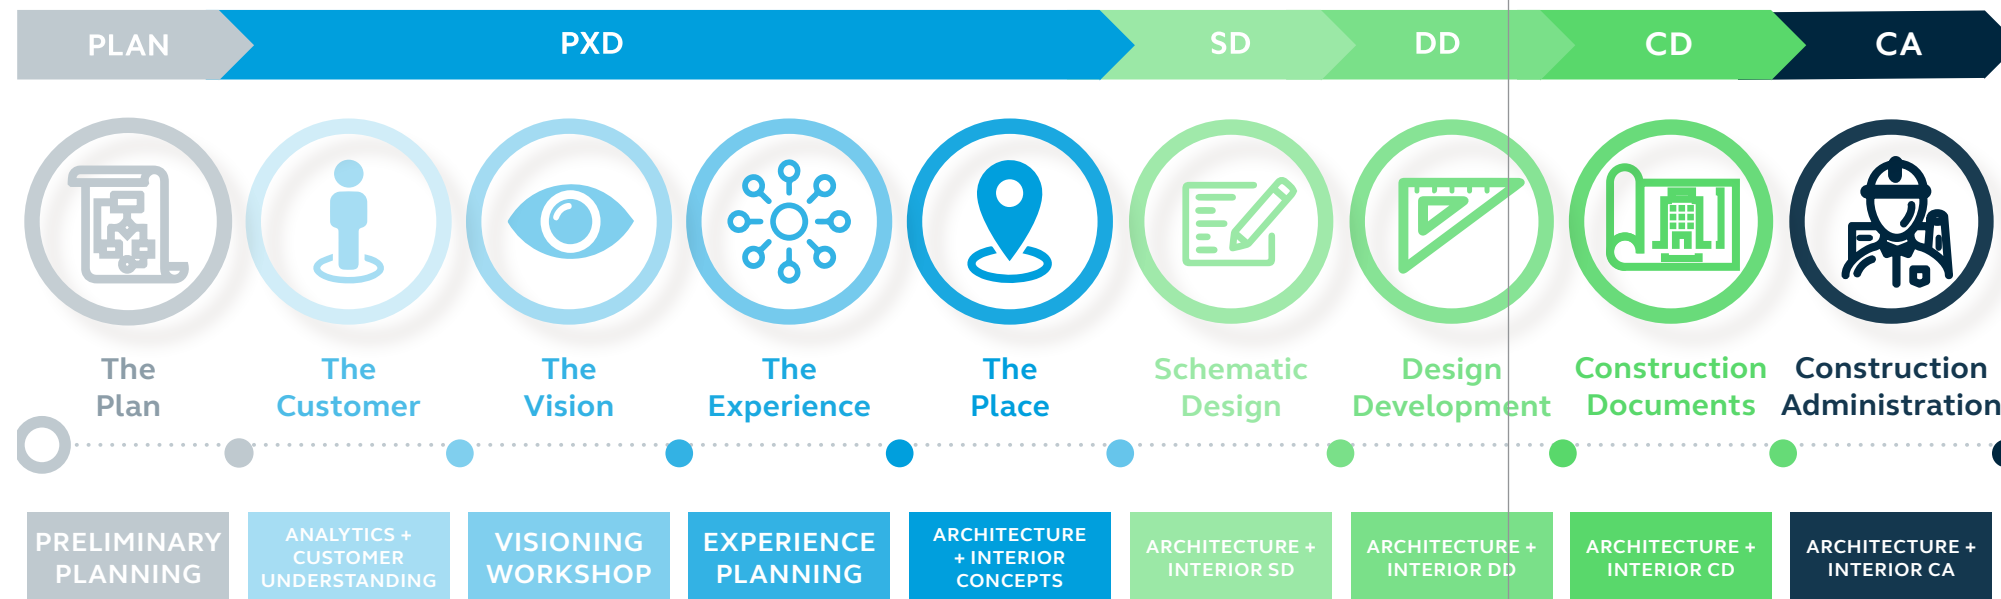 PLAN
PXD
SD
DD
CD
CA
The
Plan
The
Customer
The
Vision
The
Experience
The
Place
Schematic
Design
Design
Development
Construction
Documents
Construction
Administration
PRELIMINARY
PLANNING
ANALYTICS +
CUSTOMER
UNDERSTANDING
VISIONING
WORKSHOP
EXPERIENCE
PLANNING
ARCHITECTURE
+ INTERIOR
CONCEPTS
ARCHITECTURE +
INTERIOR SD
ARCHITECTURE +
INTERIOR DD
ARCHITECTURE +
INTERIOR CD
ARCHITECTURE +
INTERIOR CA